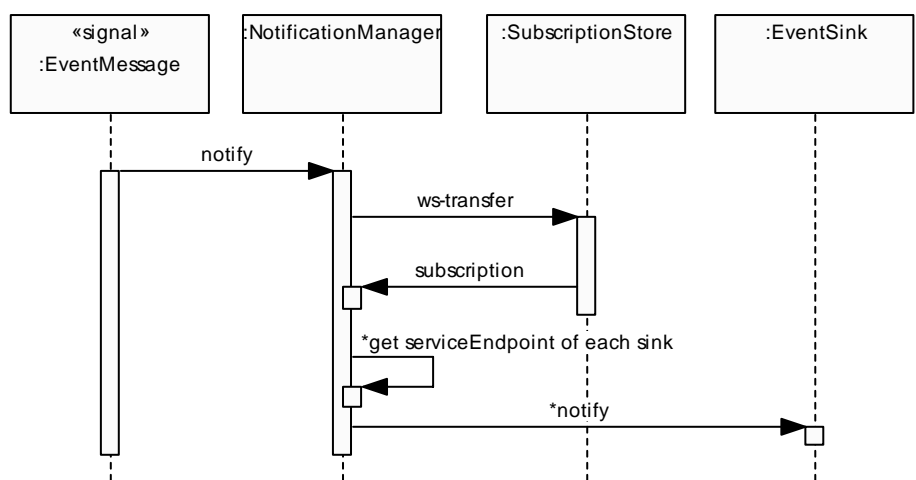 «signal»
:EventMessage
:NotificationManager
:SubscriptionStore
:EventSink
notify
ws-transfer
subscription
*get serviceEndpoint of each sink
*notify